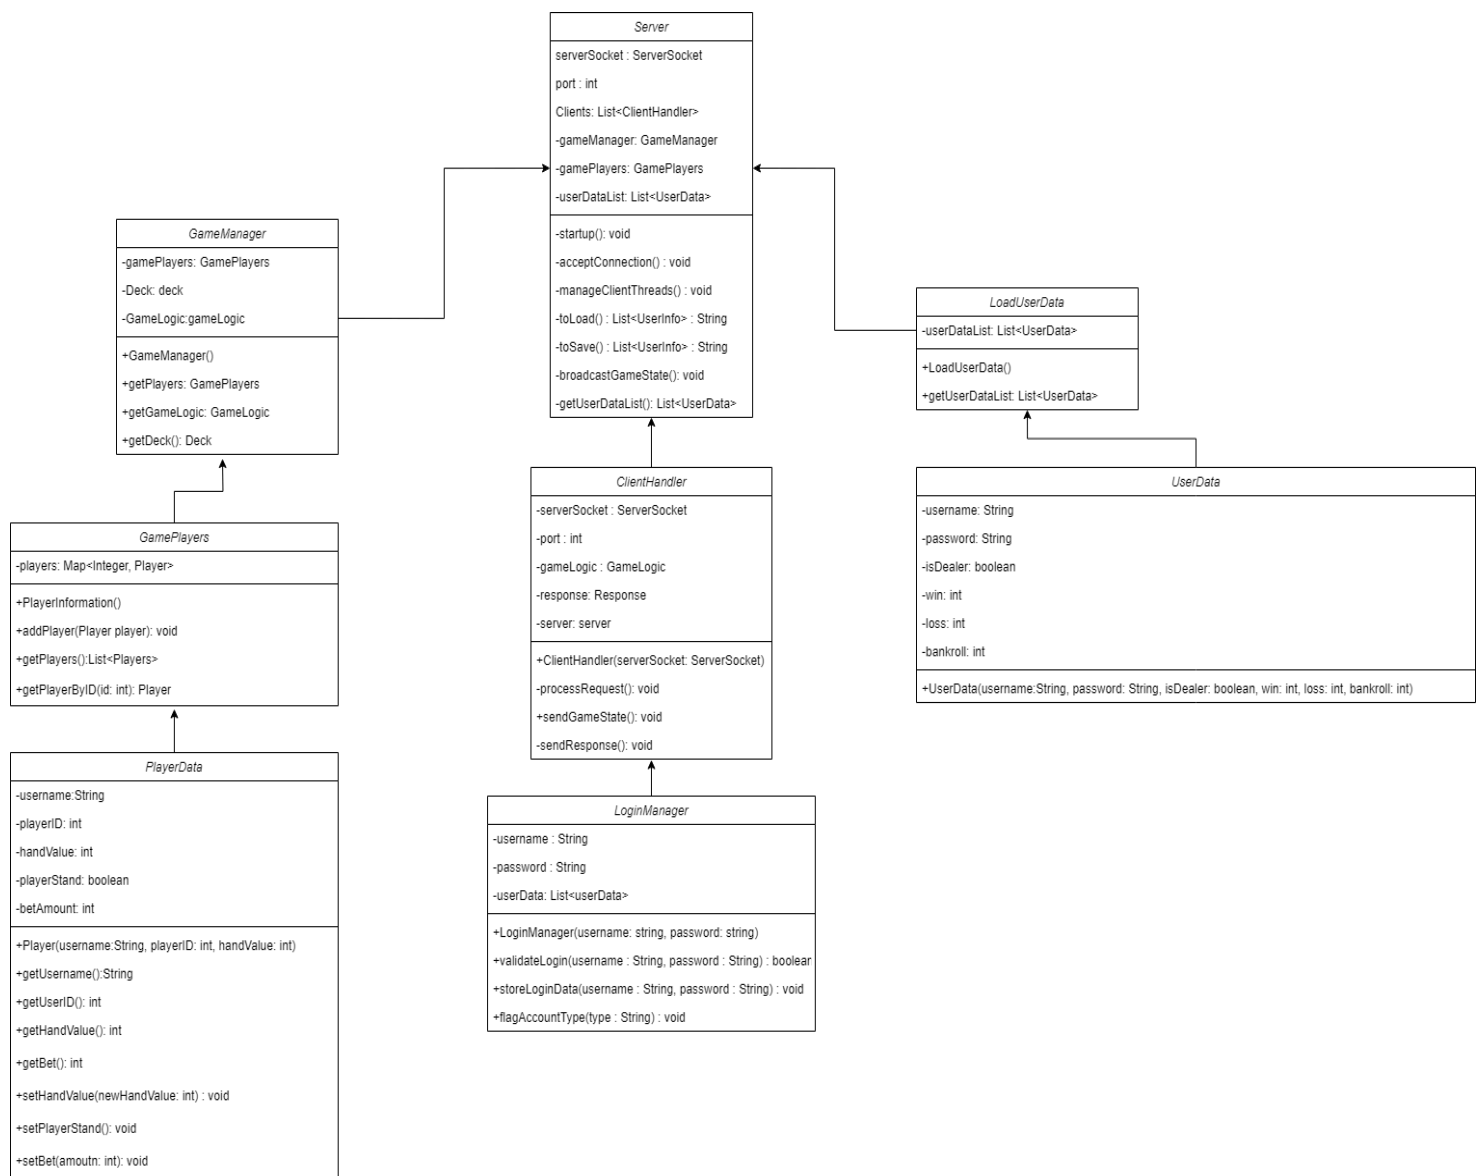 Server
serverSocket : ServerSocket
port : int
Clients: List<ClientHandler>
-gameManager: GameManager
-gamePlayers: GamePlayers
-userDataList: List<UserData>
-startup(): void
-acceptConnection() : void
-manageClientThreads() : void
-toLoad() : List<UserInfo> : String
-toSave() : List<UserInfo> : String
-broadcastGameState(): void
-getUserDataList(): List<UserData>
GameManager
-gamePlayers: GamePlayers
-Deck: deck
-GameLogic:gameLogic
+GameManager()
+getPlayers: GamePlayers
+getGameLogic: GameLogic
+getDeck(): Deck
LoadUserData
-userDataList: List<UserData>
+LoadUserData()
+getUserDataList: List<UserData>
ClientHandler
-serverSocket : ServerSocket
-port : int
-gameLogic : GameLogic
-response: Response
-server: server
+ClientHandler(serverSocket: ServerSocket)
-processRequest(): void
+sendGameState(): void
-sendResponse(): void
UserData
-username: String
-password: String
-isDealer: boolean
-win: int
-loss: int
-bankroll: int
+UserData(username:String, password: String, isDealer: boolean, win: int, loss: int, bankroll: int)
GamePlayers
-players: Map<Integer, Player>
+PlayerInformation()
+addPlayer(Player player): void
+getPlayers():List<Players>
+getPlayerByID(id: int): Player
PlayerData
-username:String
-playerID: int
-handValue: int
-playerStand: boolean
-betAmount: int
+Player(username:String, playerID: int, handValue: int)
+getUsername():String
+getUserID(): int
+getHandValue(): int
+getBet(): int
+setHandValue(newHandValue: int) : void
+setPlayerStand(): void
+setBet(amoutn: int): void
LoginManager
-username : String
-password : String
-userData: List<userData>
+LoginManager(username: string, password: string)
+validateLogin(username : String, password : String) : boolean
+storeLoginData(username : String, password : String) : void
+flagAccountType(type : String) : void